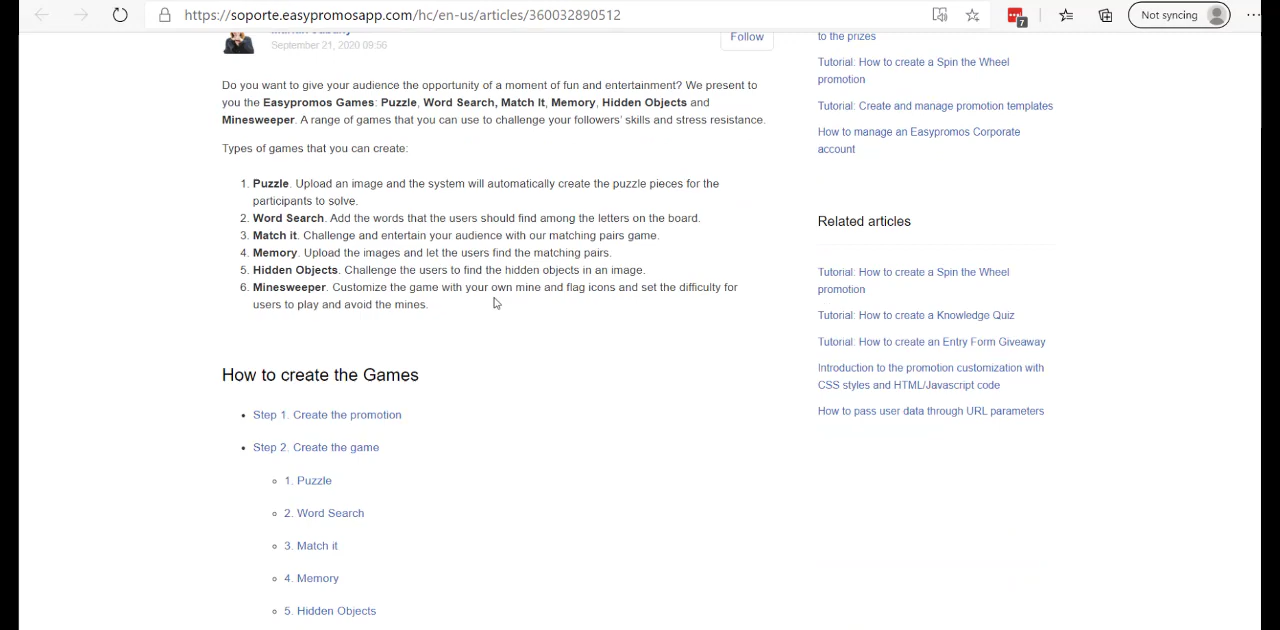 https://soporte.easypromosapp.com/hc/en-us/articles/360032890512
7
Not syncing
September 21, 2020 09:56
Follow
Do you want to give your audience the opportunity of a moment of fun and entertainment? We present to
you the Easypromos Games: Puzzle, Word Search, Match It, Memory, Hidden Objects and
Minesweeper. A range of games that you can use to challenge your followers' skills and stress resistance.
Types of games that you can create:
1. Puzzle. Upload an image and the system will automatically create the puzzle pieces for the
participants to solve.
2. Word Search. Add the words that the users should find among the letters on the board.
3. Match it. Challenge and entertain your audience with our matching pairs game.
4. Memory. Upload the images and let the users find the matching pairs.
5. Hidden Objects. Challenge the users to find the hidden objects in an image.
6. Minesweeper. Customize the game with your own mine and flag icons and set the difficulty for
users to play and avoid the mines.
How to create the Games
Step 1. Create the promotion
Step 2. Create the game
1. Puzzle
2. Word Search
3. Match it
4. Memory
5. Hidden Objects
to the prizes
Tutorial: How to create a Spin the Wheel
promotion
Tutorial: Create and manage promotion templates
How to manage an Easypromos Corporate
account
Related articles
Tutorial: How to create a Spin the Wheel
promotion
Tutorial: How to create a Knowledge Quiz
Tutorial: How to create an Entry Form Giveaway
Introduction to the promotion customization with
CSS styles and HTML/Javascript code
How to pass user data through URL parameters